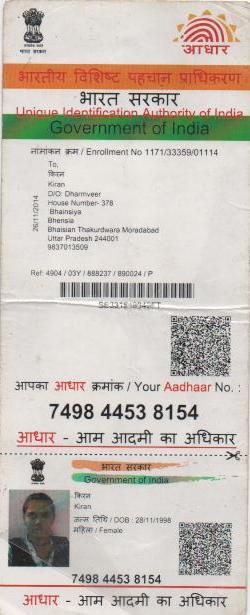 भारत सरकार
आधार
भारतीय विशिष्ट पहचान प्राधिकरण
भारत सरकार
Unique Identification Authority of India
Government of India
नामांकन क्रम / Enrollment No 1171/33359/01114
To,
किरन
Kiran
D/O: Dharmveer
House Number- 378
Bhainsiya
Bhensia
Bhaisian Thakurdwara Moradabad
Uttar Pradesh 244001
9837013509
26/11/2014
Ref: 4904 / 03Y / 888237 / 890024 / P
आपका आधार क्रमांक / Your Aadhaar No. :
7498 4453 8154
आधार - आम आदमी का अधिकार
भारत सरकार
Government of India
किरन
Kiran
जन्म तिथि / DOB : 28/11/1998
महिला / Female
7498 4453 8154
आधार - आम आदमी का अधिकार